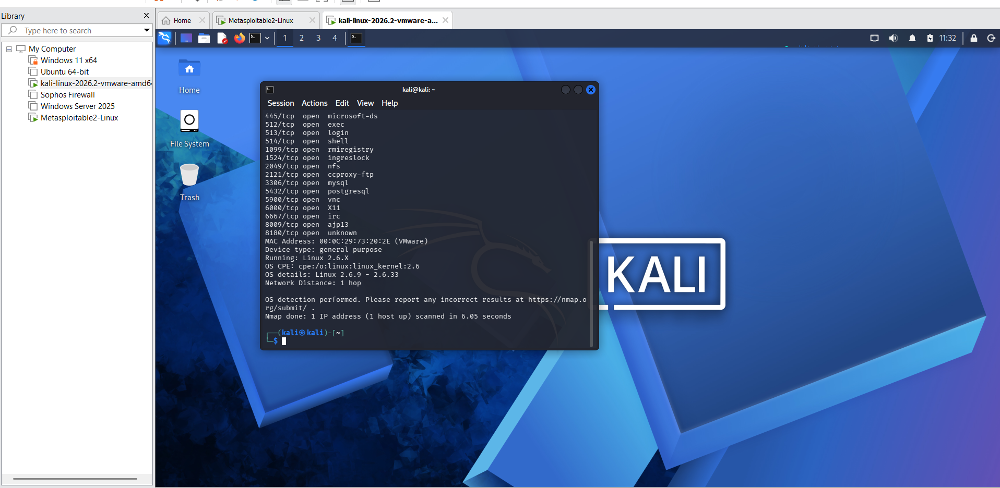 Library
Type here to search
My Computer
Windows 11 x64
Ubuntu 64-bit
kali-linux-2026.2-vmware-amd64
Sophos Firewall
Windows Server 2025
Metasploitable2-Linux
Home
Metasploitable2-Linux
kali-linux-2026.2-vmware-a...
1 2 3 4
11:32
Home
File System
Trash
kali@kali: ~
Session Actions Edit View Help
445/tcp  open  microsoft-ds
512/tcp  open  exec
513/tcp  open  login
514/tcp  open  shell
1099/tcp open  rmiregistry
1524/tcp open  ingreslock
2049/tcp open  nfs
2121/tcp open  ccproxy-ftp
3306/tcp open  mysql
5432/tcp open  postgresql
5900/tcp open  vnc
6000/tcp open  X11
6667/tcp open  irc
8009/tcp open  ajp13
8180/tcp open  unknown
MAC Address: 00:0C:29:73:20:2E (VMware)
Device type: general purpose
Running: Linux 2.6.X
OS CPE: cpe:/o:linux:linux_kernel:2.6
OS details: Linux 2.6.9 - 2.6.33
Network Distance: 1 hop
OS detection performed. Please report any incorrect results at https://nmap.o
rg/submit/ .
Nmap done: 1 IP address (1 host up) scanned in 6.05 seconds
┌──(kali㉿kali)-[~]
└─$
KALI